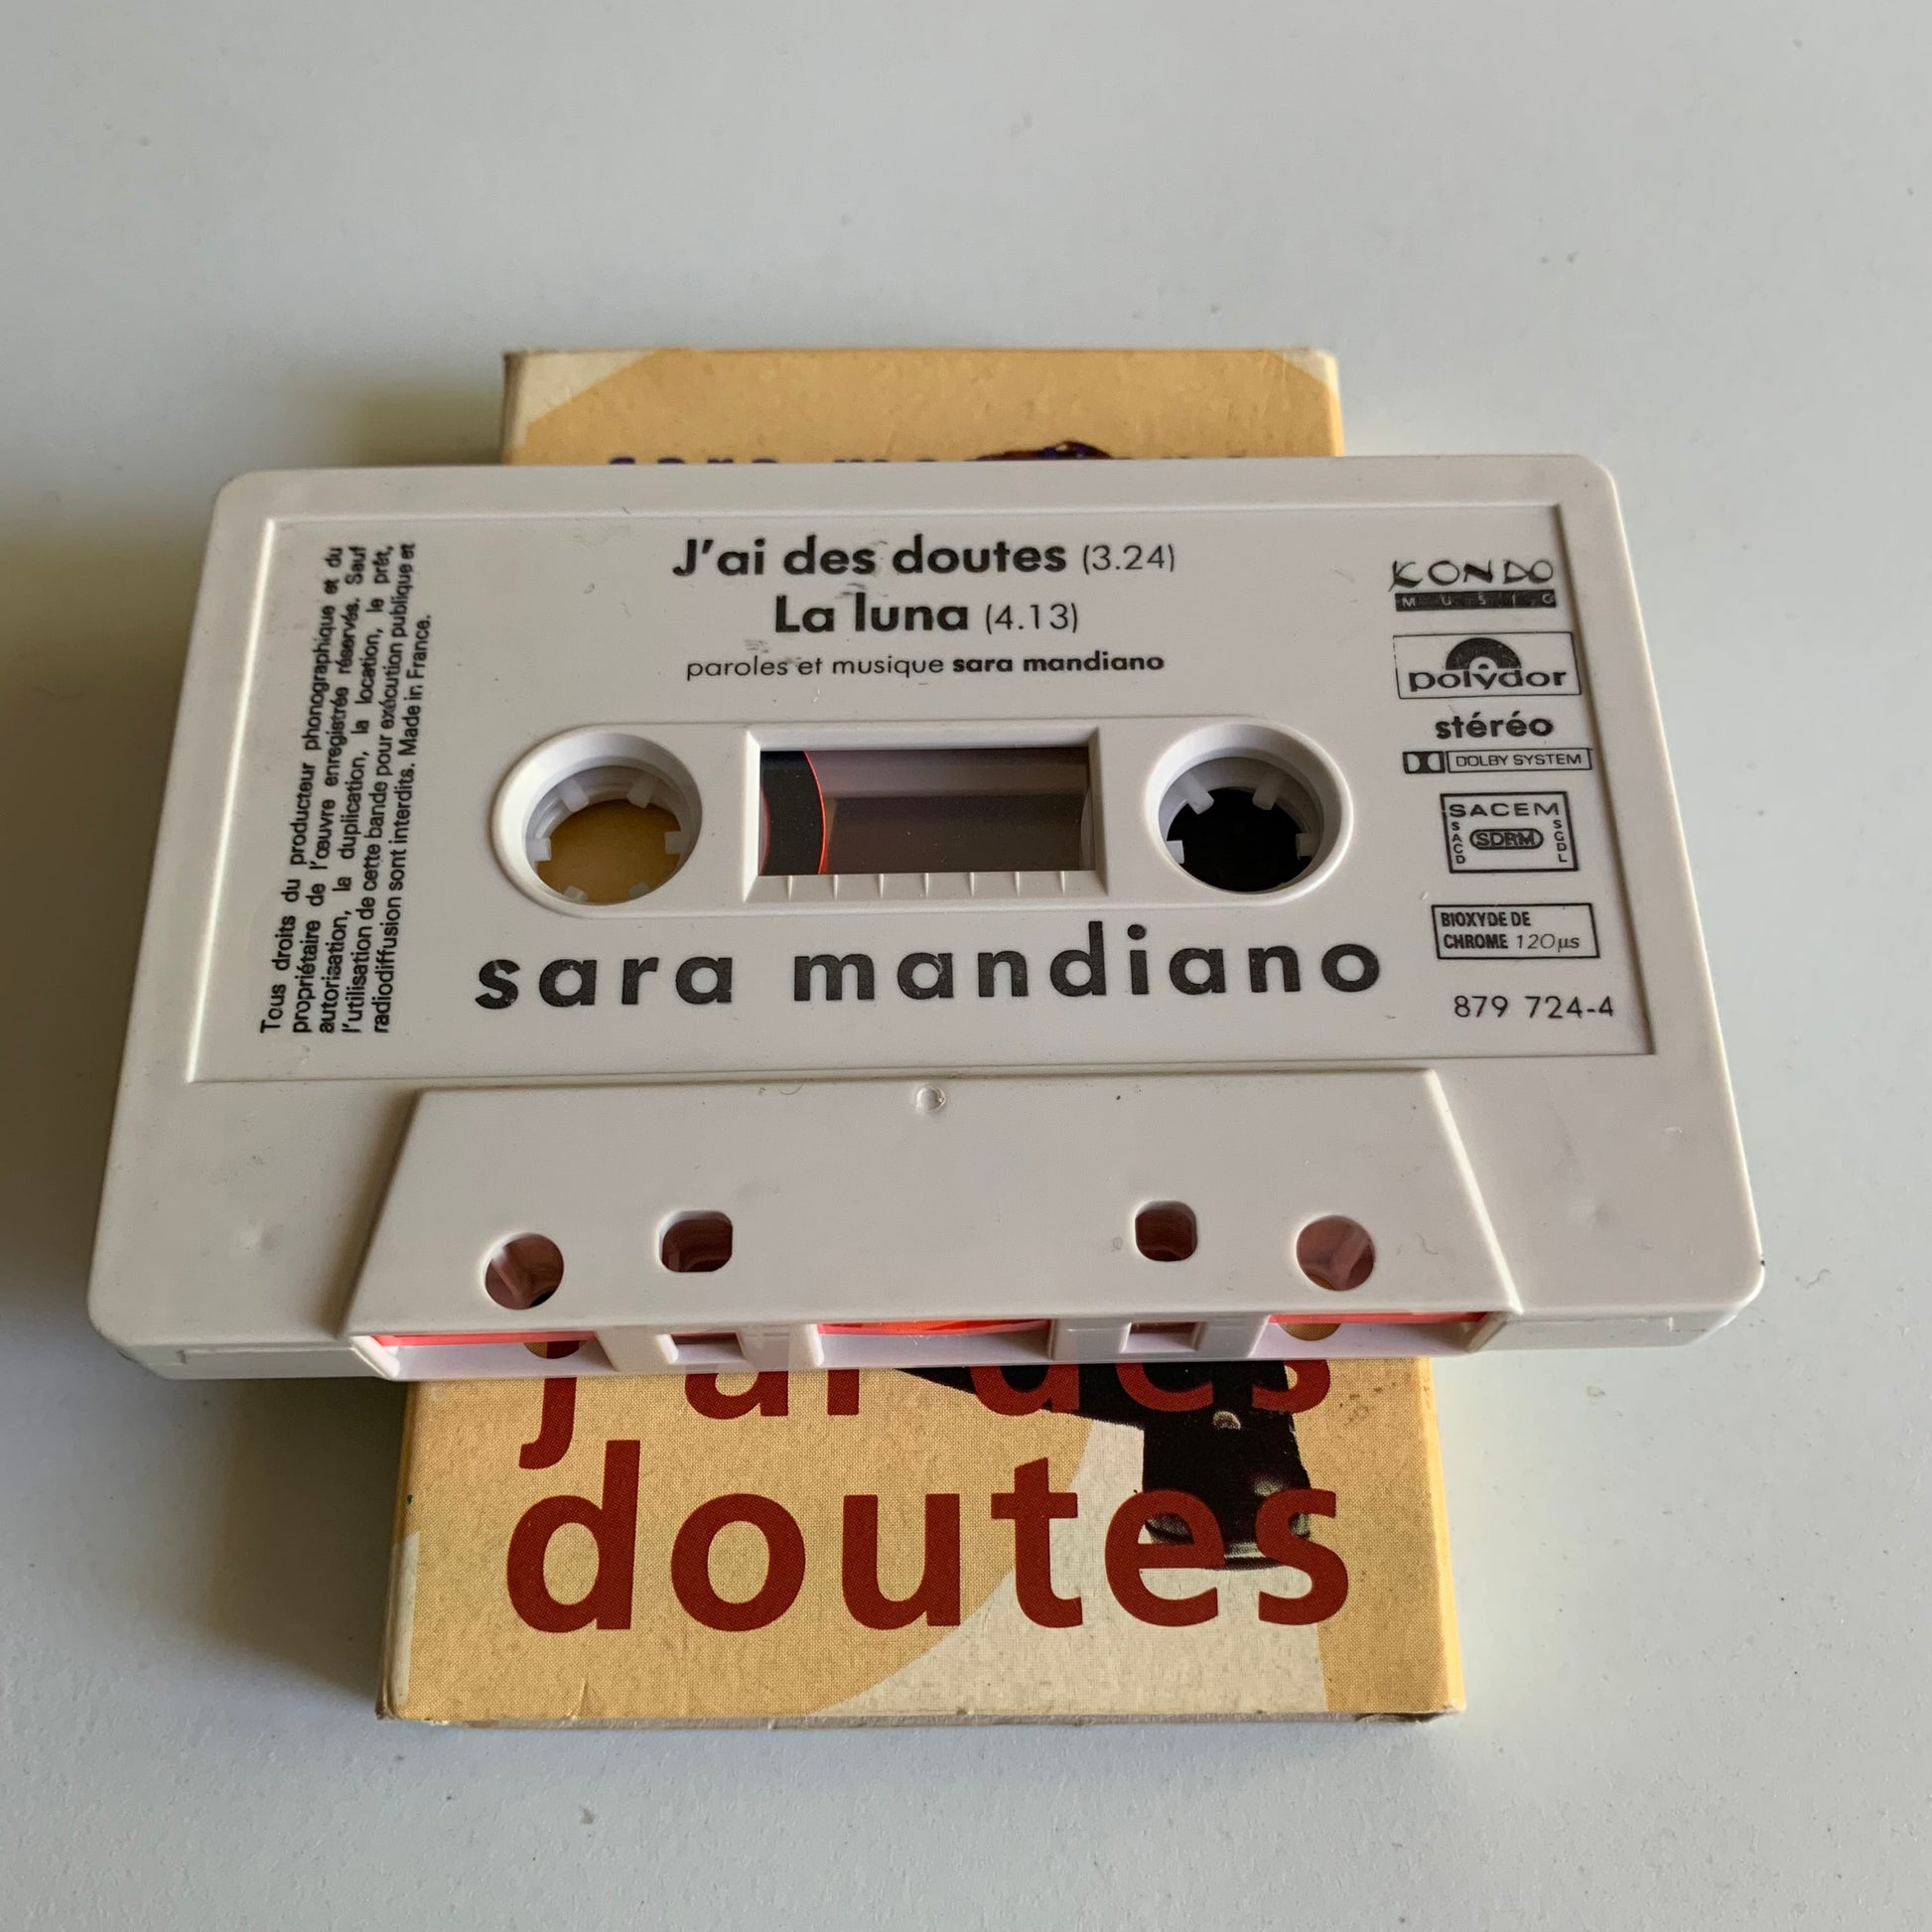 J'ai des doutes (3.24)
La luna (4.13)
paroles et musique sara mandiano
sara mandiano
Tous droits du producteur phonographique et du
propriétaire de l'œuvre enregistrée réservés. Sauf
autorisation, la duplication, la location, le prêt,
l'utilisation de cette bande pour exécution publique et
radiodiffusion sont interdits. Made in France.
KONDO
MUSIC
polydor
stéréo
DOLBY SYSTEM
SACEM
SACD
SDRM
SGDL
BIOXYDE DE
CHROME 120µs
879 724-4
j'ai des
doutes